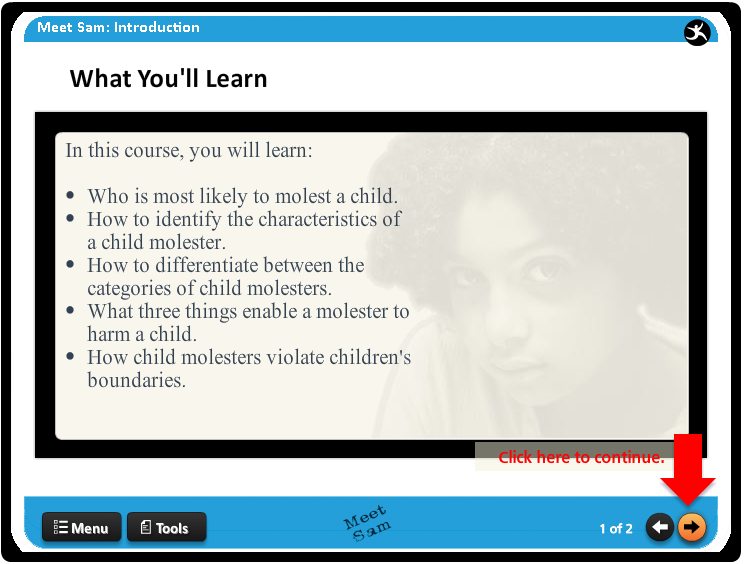 Meet Sam: Introduction
What You'll Learn
In this course, you will learn:
• Who is most likely to molest a child.
• How to identify the characteristics of
a child molester.
• How to differentiate between the
categories of child molesters.
• What three things enable a molester to
harm a child.
• How child molesters violate children's
boundaries.
Click here to continue.
Menu
Tools
Meet
Sam
1 of 2